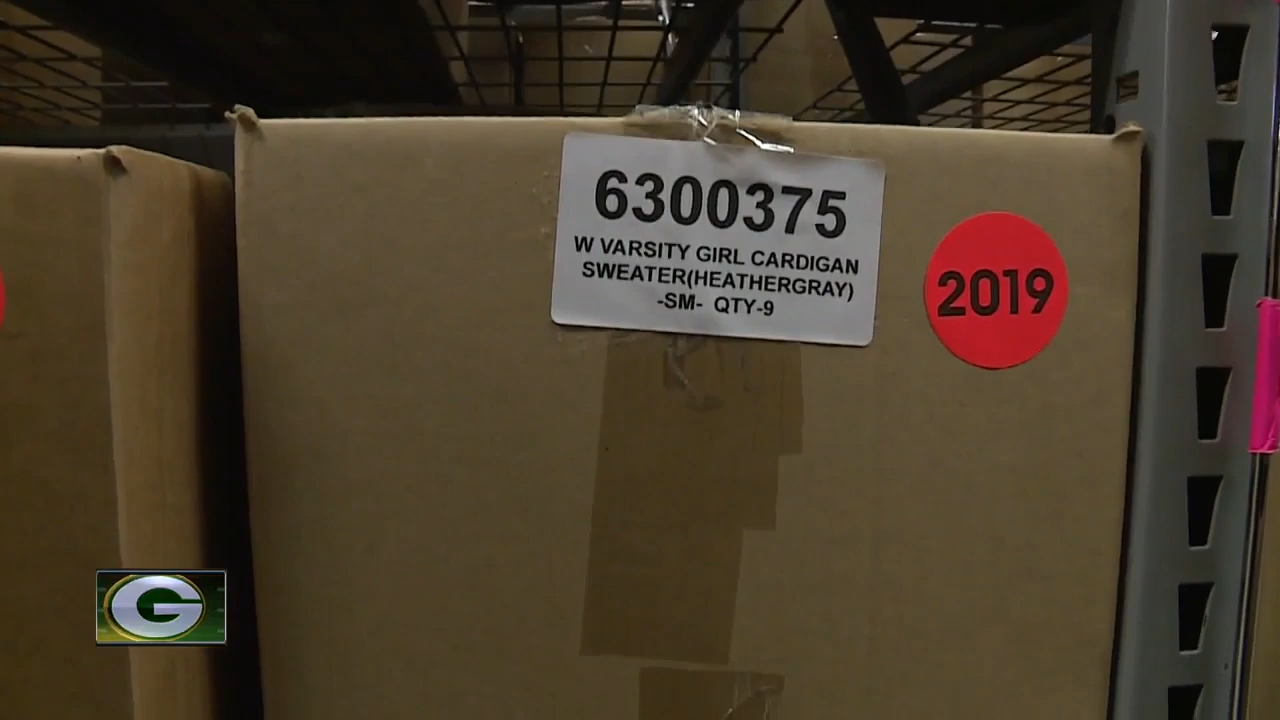 6300375
W VARSITY GIRL CARDIGAN
SWEATER(HEATHERGRAY)
-SM- QTY-9
2019
G